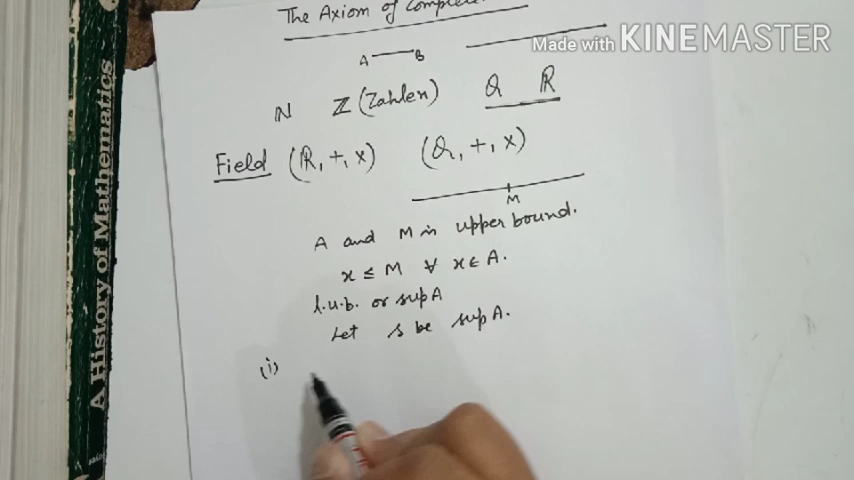 The Axiom of
Made with KINEMASTER
A B
ℕ ℤ (Zahlen) ℚ ℝ
Field (ℝ, +, x) (ℚ, +, x)
M
A and M is upper bound.
x ≤ M ∀ x ∈ A.
l.u.b. or sup A
Let s be sup A.
(i)
A History of Mathematics